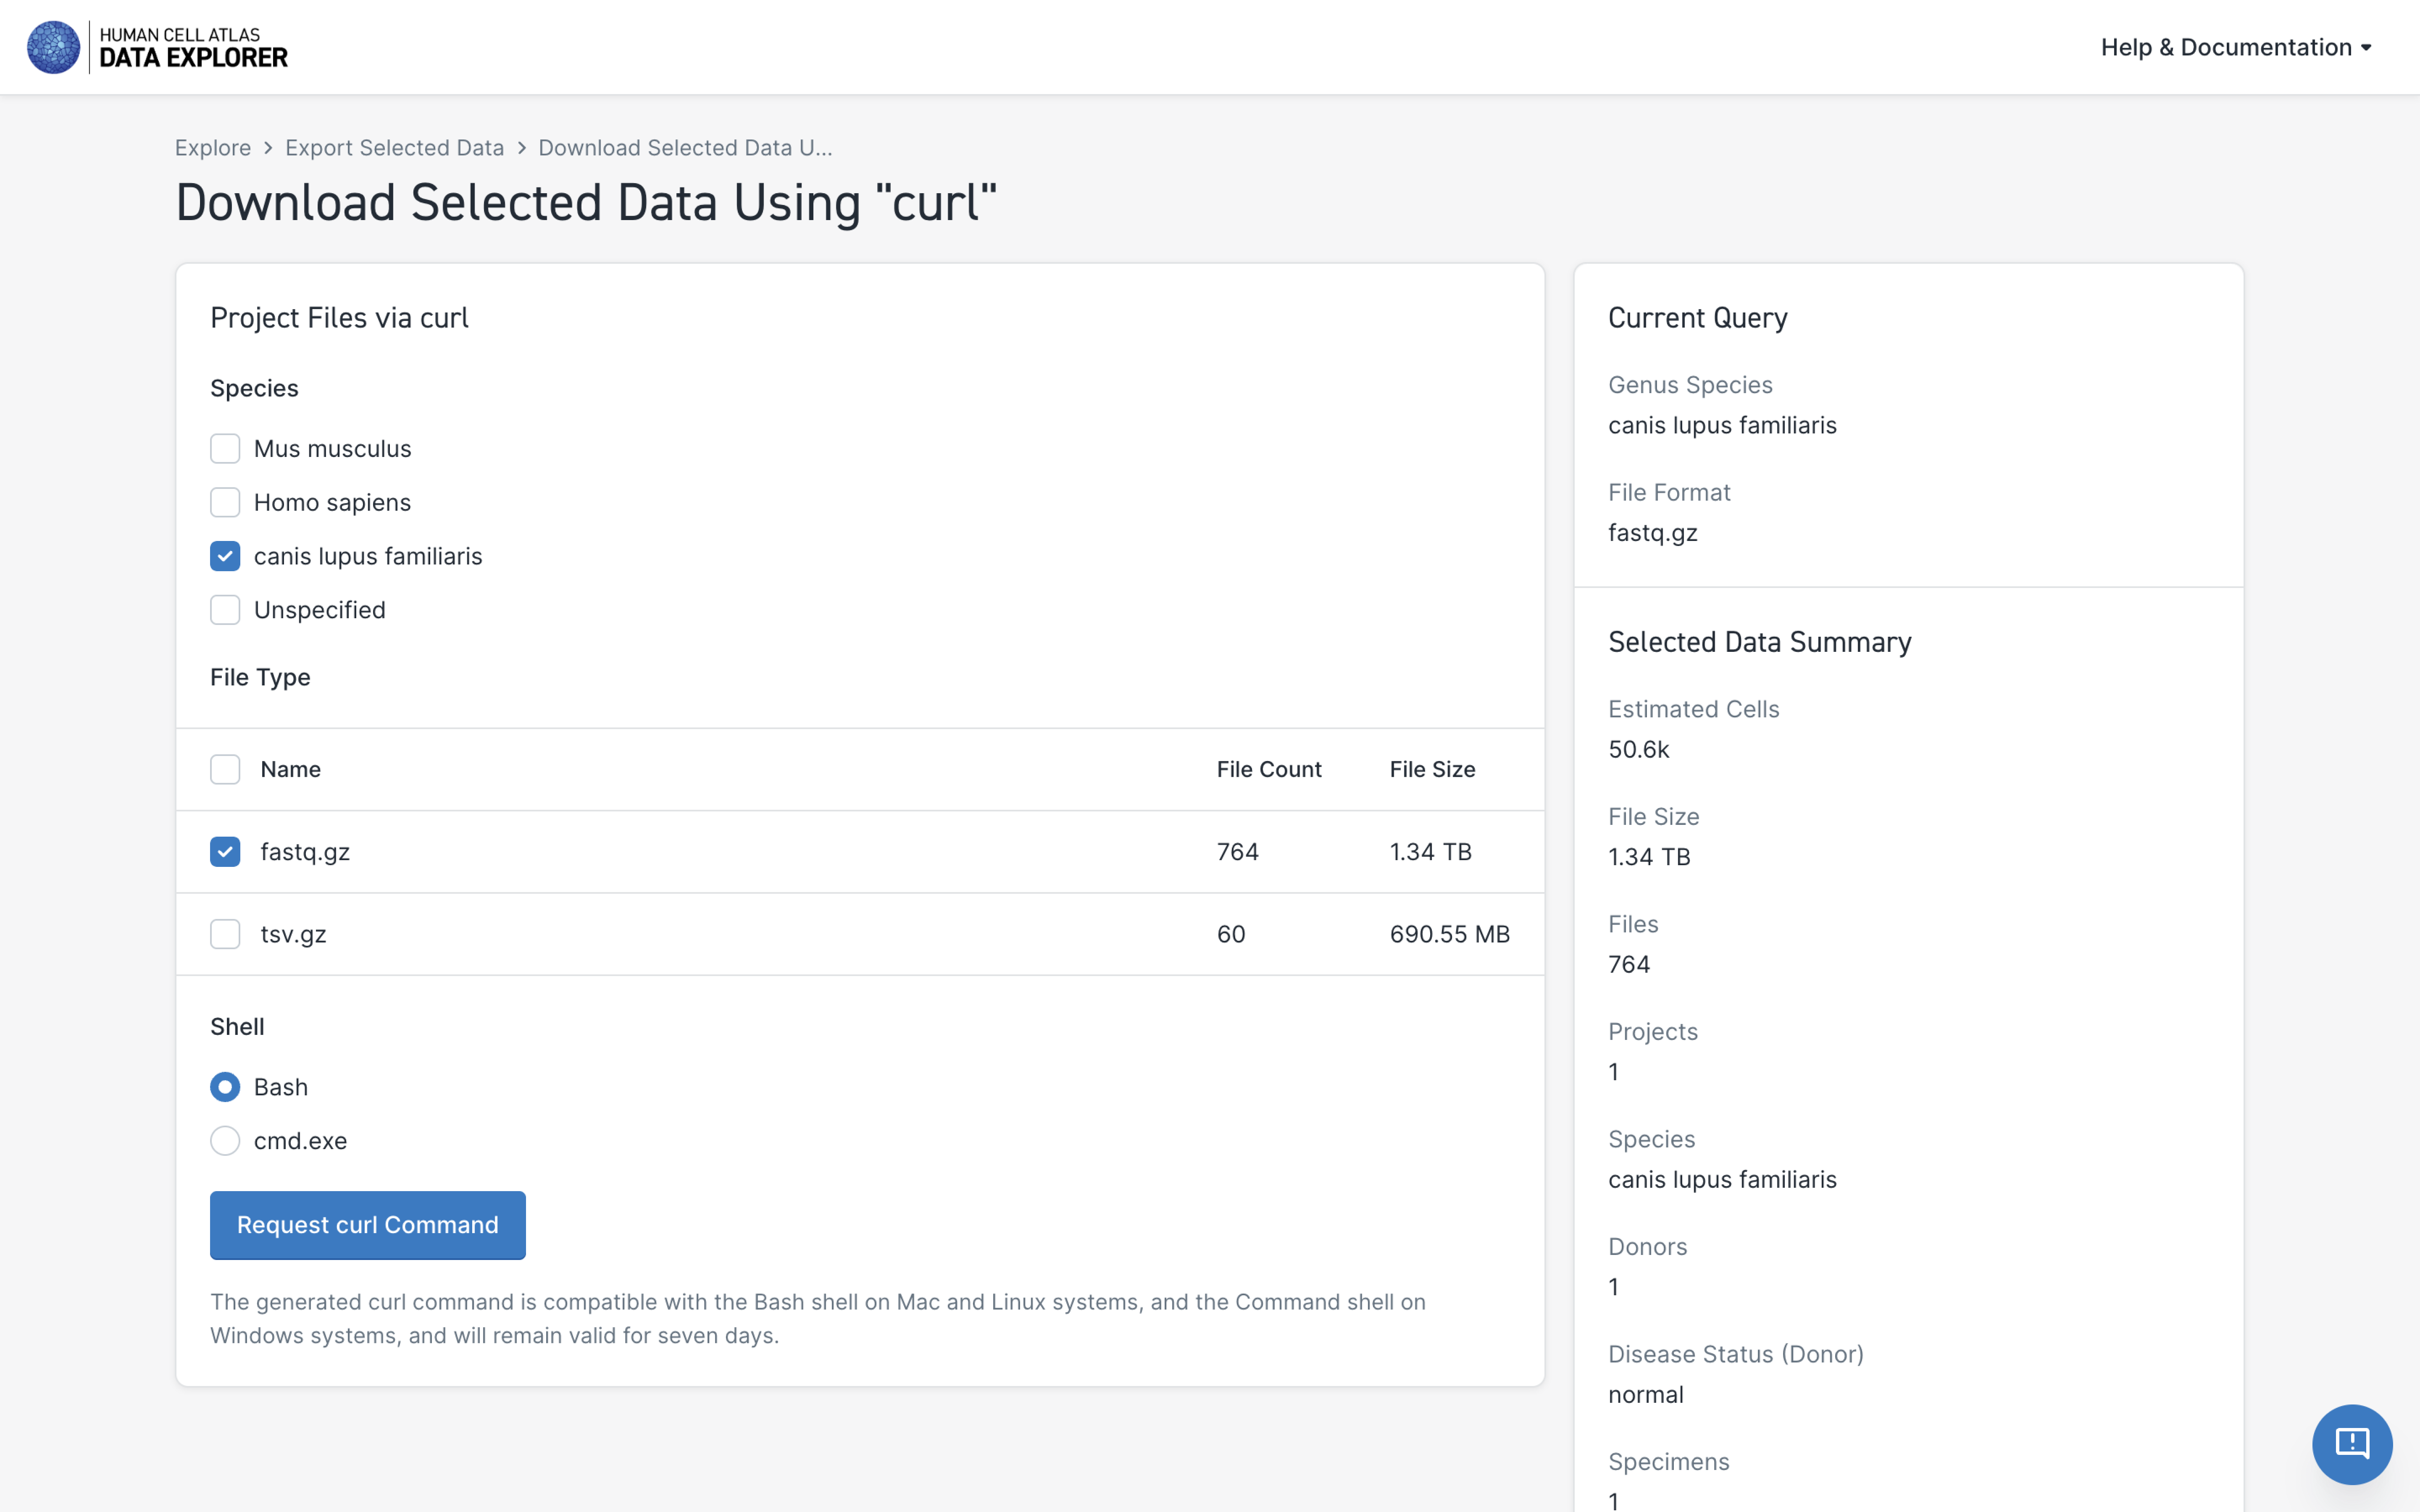 HUMAN CELL ATLAS
DATA EXPLORER
Help & Documentation
Explore > Export Selected Data > Download Selected Data U...
Download Selected Data Using "curl"
Project Files via curl
Species
Mus musculus
Homo sapiens
canis lupus familiaris
Unspecified
File Type
Name File Count File Size
fastq.gz 764 1.34 TB
tsv.gz 60 690.55 MB
Shell
Bash
cmd.exe
Request curl Command
The generated curl command is compatible with the Bash shell on Mac and Linux systems, and the Command shell on
Windows systems, and will remain valid for seven days.
Current Query
Genus Species
canis lupus familiaris
File Format
fastq.gz
Selected Data Summary
Estimated Cells
50.6k
File Size
1.34 TB
Files
764
Projects
1
Species
canis lupus familiaris
Donors
1
Disease Status (Donor)
normal
Specimens
1